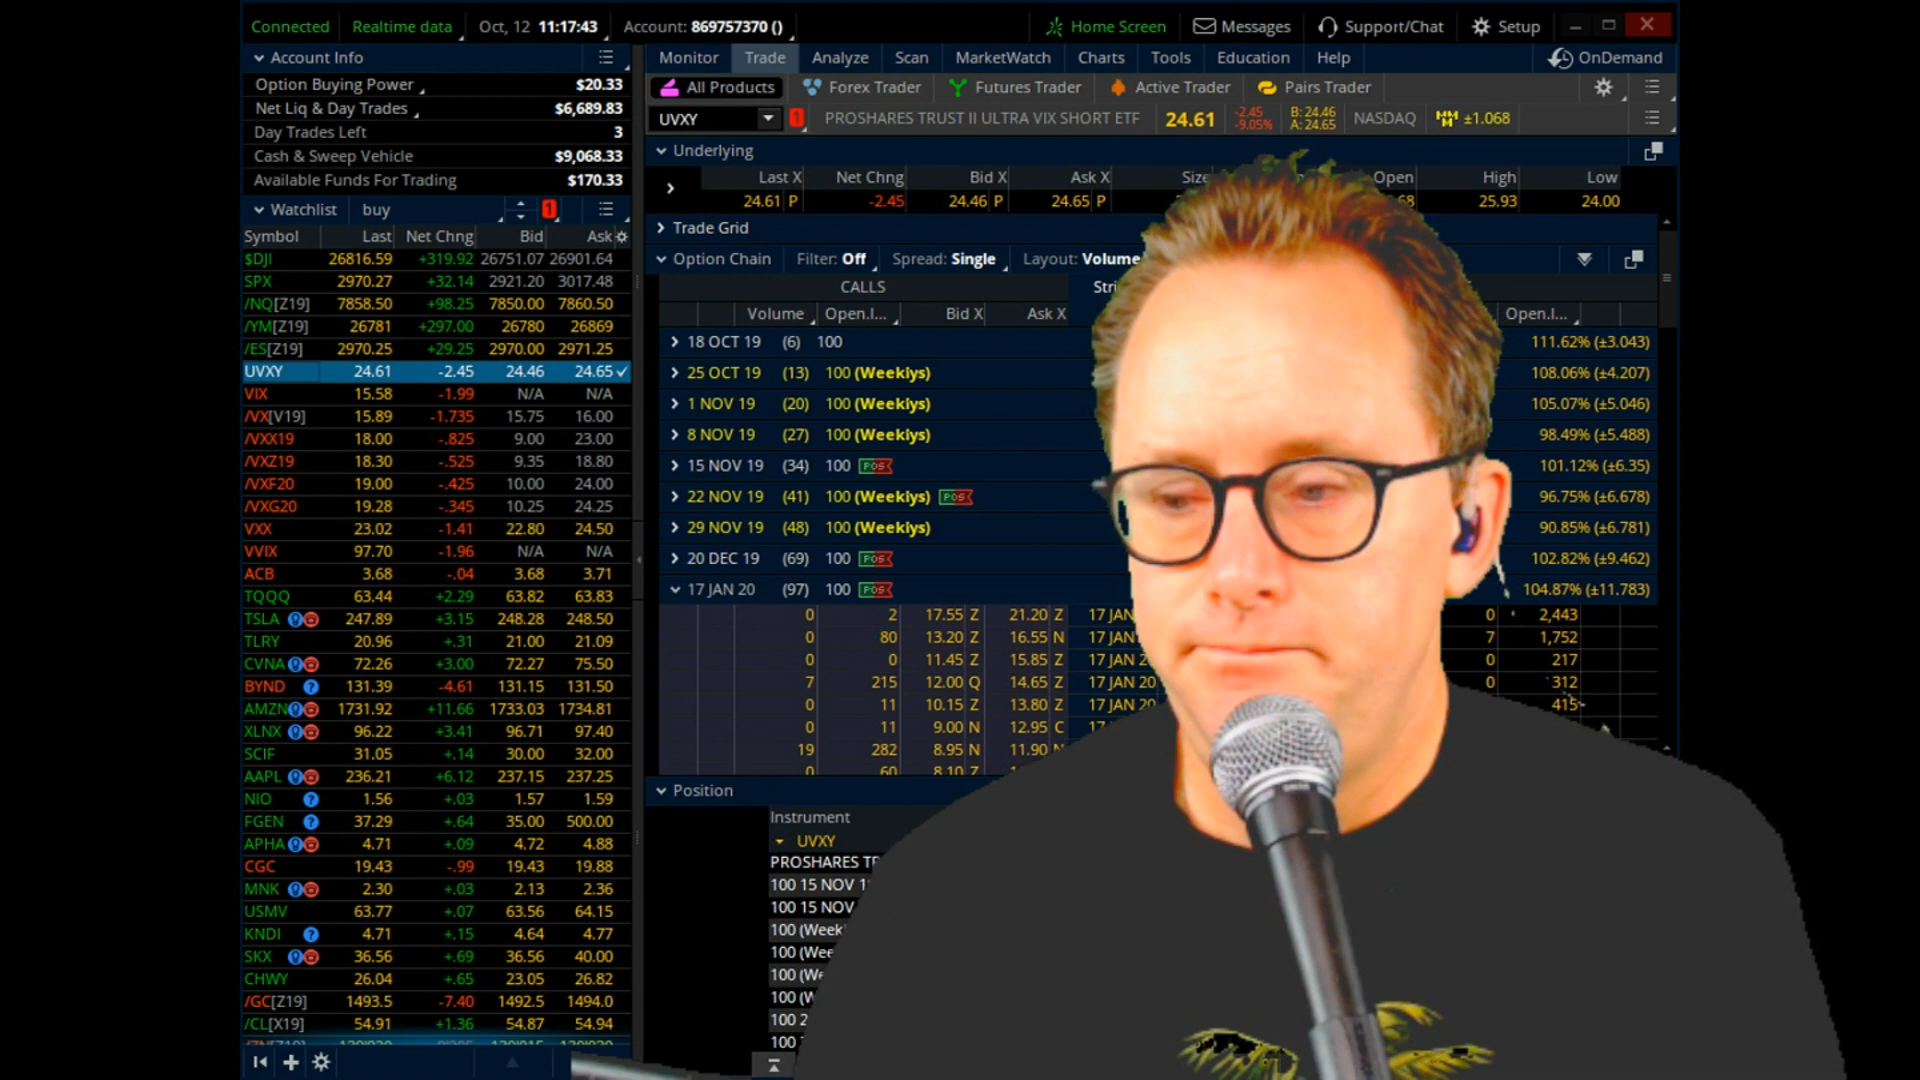 Connected Realtime data Oct, 12 11:17:43 Account: 869757370 () Home Screen Messages Support/Chat Setup
Account Info
Option Buying Power $20.33
Net Liq & Day Trades $6,689.83
Day Trades Left 3
Cash & Sweep Vehicle $9,068.33
Available Funds For Trading $170.33
Watchlist buy 1
Symbol Last Net Chng Bid Ask
$DJI 26816.59 +319.92 26751.07 26901.64
SPX 2970.27 +32.14 2921.20 3017.48
/NQ[Z19] 7858.50 +98.25 7850.00 7860.50
/YM[Z19] 26781 +297.00 26780 26869
/ES[Z19] 2970.25 +29.25 2970.00 2971.25
UVXY 24.61 -2.45 24.46 24.65
VIX 15.58 -1.99 N/A N/A
/VX[V19] 15.89 -1.735 15.75 16.00
/VXX19 18.00 -.825 9.00 23.00
/VXZ19 18.30 -.525 9.35 18.80
/VXF20 19.00 -.425 10.00 24.00
/VXG20 19.28 -.345 10.25 24.25
VXX 23.02 -1.41 22.80 24.50
VVIX 97.70 -1.96 N/A N/A
ACB 3.68 -.04 3.68 3.71
TQQQ 63.44 +2.29 63.82 63.83
TSLA 247.89 +3.15 248.28 248.50
TLRY 20.96 +.31 21.00 21.09
CVNA 72.26 +3.00 72.27 75.50
BYND 131.39 -4.61 131.15 131.50
AMZN 1731.92 +11.66 1733.03 1734.81
XLNX 96.22 +3.41 96.71 97.40
SCIF 31.05 +.14 30.00 32.00
AAPL 236.21 +6.12 237.15 237.25
NIO 1.56 +.03 1.57 1.59
FGEN 37.29 +.64 35.00 500.00
APHA 4.71 +.09 4.72 4.88
CGC 19.43 -.99 19.43 19.88
MNK 2.30 +.03 2.13 2.36
USMV 63.77 +.07 63.56 64.15
KNDI 4.71 +.15 4.64 4.77
SKX 36.56 +.69 36.56 40.00
CHWY 26.04 +.65 23.05 26.82
/GC[Z19] 1493.5 -7.40 1492.5 1494.0
/CL[X19] 54.91 +1.36 54.87 54.94
Monitor Trade Analyze Scan MarketWatch Charts Tools Education Help OnDemand
All Products Forex Trader Futures Trader Active Trader Pairs Trader
UVXY 1 PROSHARES TRUST II ULTRA VIX SHORT ETF 24.61 -2.45 -9.05% B: 24.46 A: 24.65 NASDAQ ±1.068
Underlying
Last X Net Chng Bid X Ask X Size Open High Low
24.61 P -2.45 24.46 P 24.65 P 25.93 24.00
Trade Grid
Option Chain Filter: Off Spread: Single Layout: Volume
CALLS
Volume Open.I... Bid X Ask X Open.I...
18 OCT 19 (6) 100 111.62% (±3.043)
25 OCT 19 (13) 100 (Weeklys) 108.06% (±4.207)
1 NOV 19 (20) 100 (Weeklys) 105.07% (±5.046)
8 NOV 19 (27) 100 (Weeklys) 98.49% (±5.488)
15 NOV 19 (34) 100 POS 101.12% (±6.35)
22 NOV 19 (41) 100 (Weeklys) POS 96.75% (±6.678)
29 NOV 19 (48) 100 (Weeklys) 90.85% (±6.781)
20 DEC 19 (69) 100 POS 102.82% (±9.462)
17 JAN 20 (97) 100 POS 104.87% (±11.783)
0 2 17.55 Z 21.20 Z 17 JAN 0 2,443
0 80 13.20 Z 16.55 N 17 JAN 7 1,752
0 0 11.45 Z 15.85 Z 17 JAN 2 0 217
7 215 12.00 Q 14.65 Z 17 JAN 20 0 312
0 11 10.15 Z 13.80 Z 17 JAN 20 415
0 11 9.00 N 12.95 C
19 282 8.95 N 11.90 N
0 60 8.10 Z
Position
Instrument
UVXY
PROSHARES
100 15 NOV
100 15 NOV
100
100
100
100
100
100